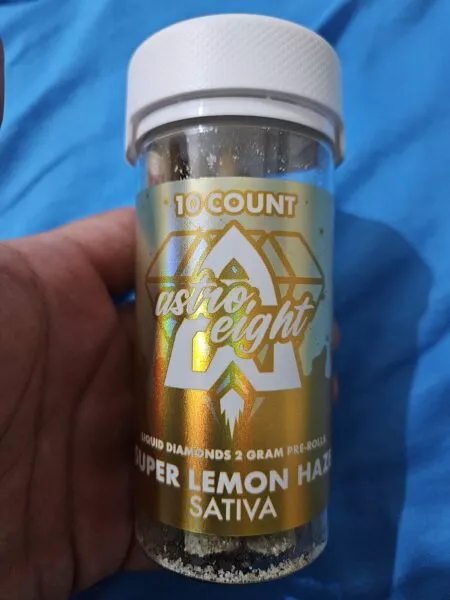 10 COUNT
astro
eight
LIQUID DIAMONDS 2 GRAM PRE-ROLLS
SUPER LEMON HAZE
SATIVA